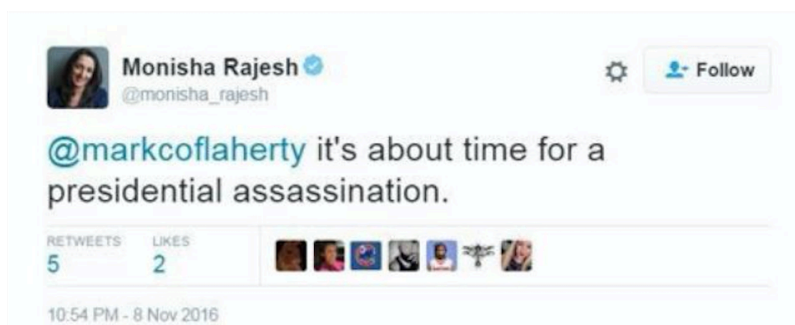 Monisha Rajesh
Follow
@monisha_rajesh
@markcoflaherty it's about time for a
presidential assassination.
RETWEETS LIKES
5 2
10:54 PM - 8 Nov 2016